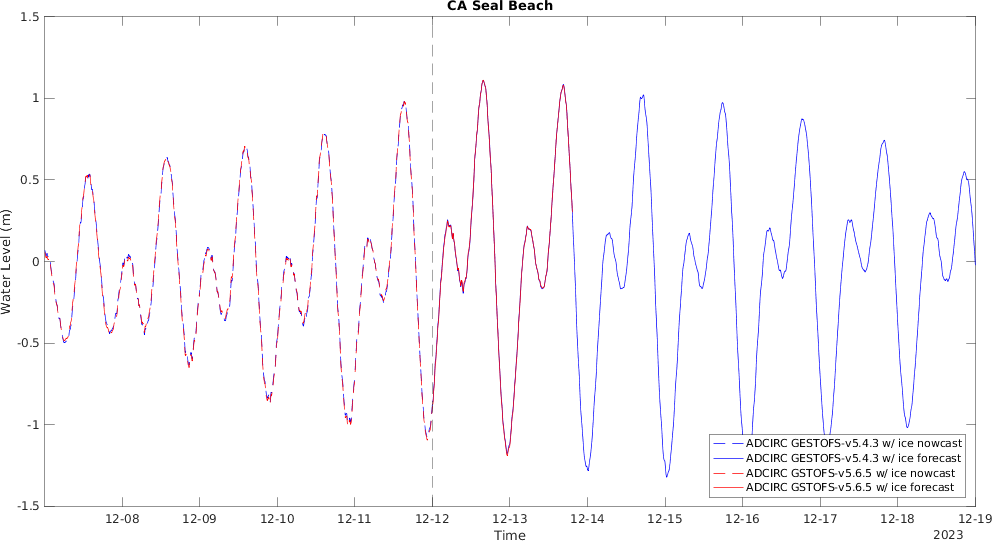 CA Seal Beach
1.5
1
0.5
0
-0.5
-1
-1.5
Water Level (m)
ADCIRC GESTOFS-v5.4.3 w/ ice nowcast
ADCIRC GESTOFS-v5.4.3 w/ ice forecast
ADCIRC GSTOFS-v5.6.5 w/ ice nowcast
ADCIRC GSTOFS-v5.6.5 w/ ice forecast
12-08 12-09 12-10 12-11 12-12 12-13 12-14 12-15 12-16 12-17 12-18 12-19
Time
2023